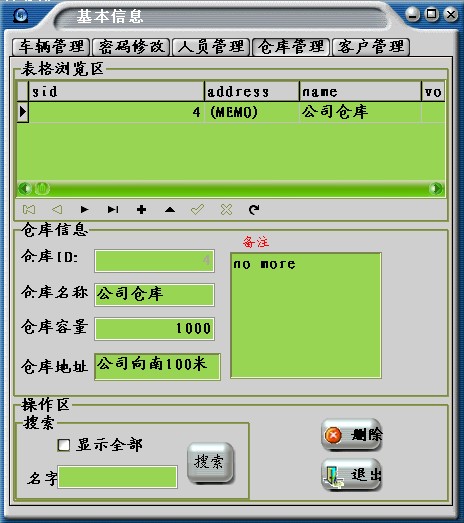 基本信息
车辆管理 密码修改 人员管理 仓库管理 客户管理
表格浏览区
sid address name vo
4 (MEMO) 公司仓库
仓库信息
备注
仓库ID: 4
no more
仓库名称 公司仓库
仓库容量 1000
仓库地址 公司向南100米
操作区
搜索
显示全部
删除
搜索
名字
退出